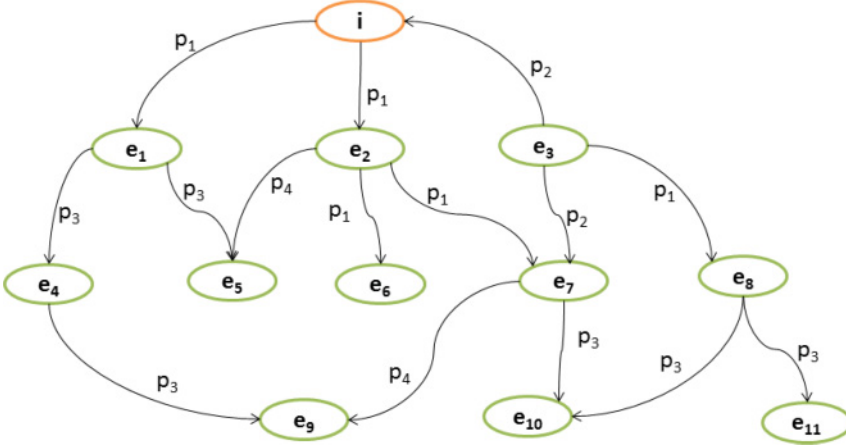 i
p₁
p₂
p₁
e₁
e₂
e₃
p₃
p₄
p₁
p₁
p₃
p₁
p₂
e₄
e₅
e₆
e₇
e₈
p₃
p₃
p₃
p₃
p₄
e₉
e₁₀
e₁₁